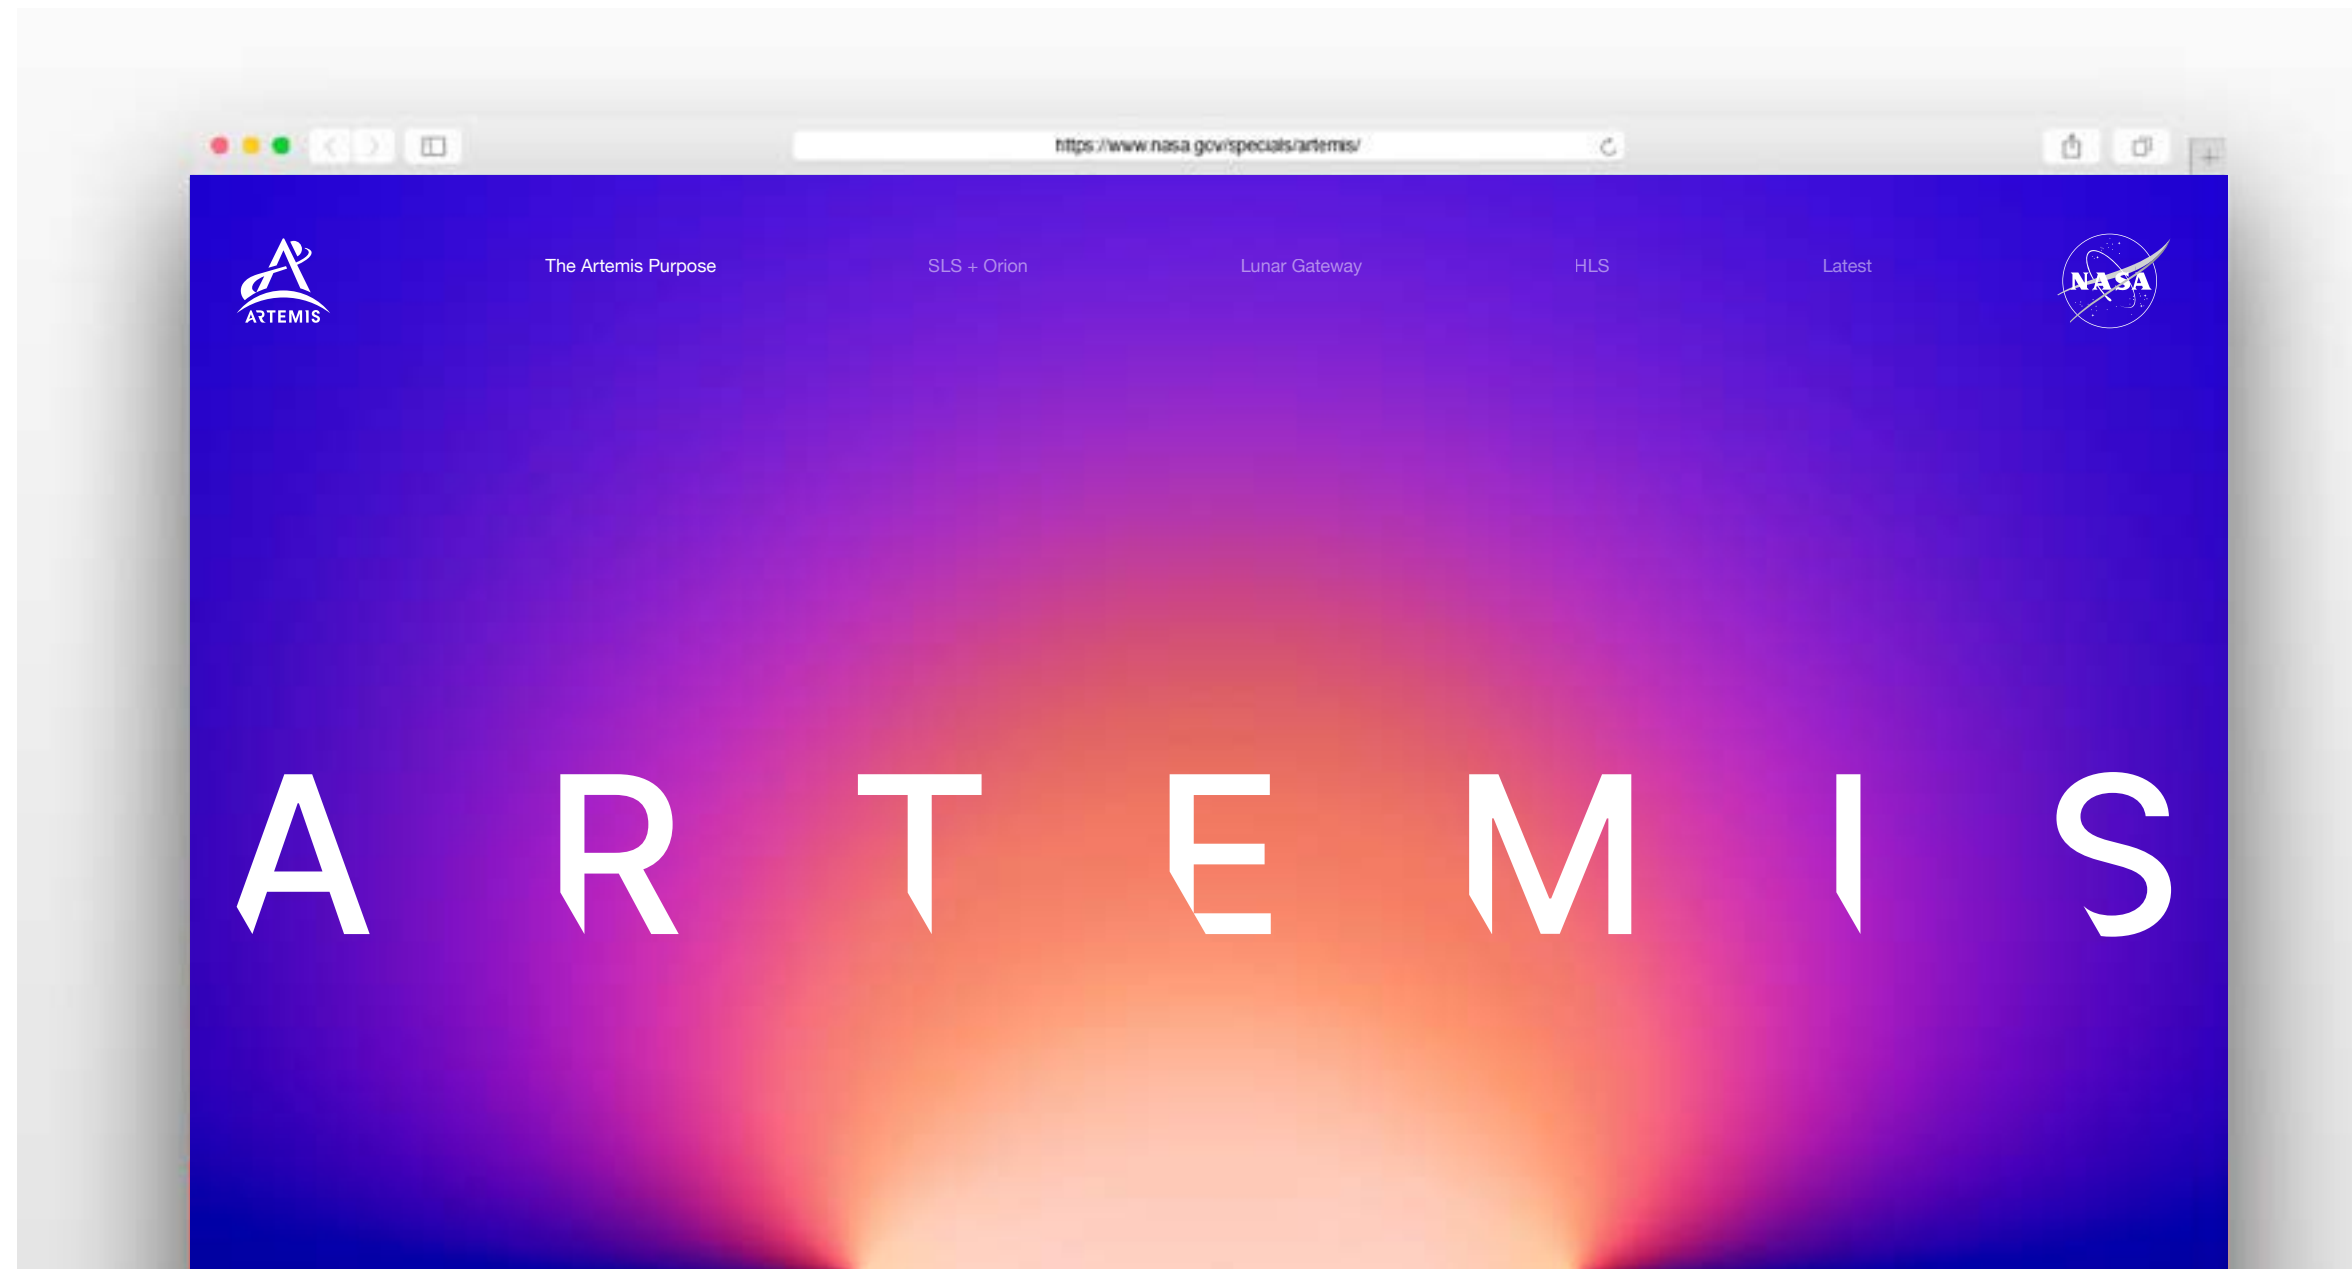 https://www.nasa.gov/specials/artemis/
The Artemis Purpose SLS + Orion Lunar Gateway HLS Latest
ARTEMIS
NASA
ARTEMIS